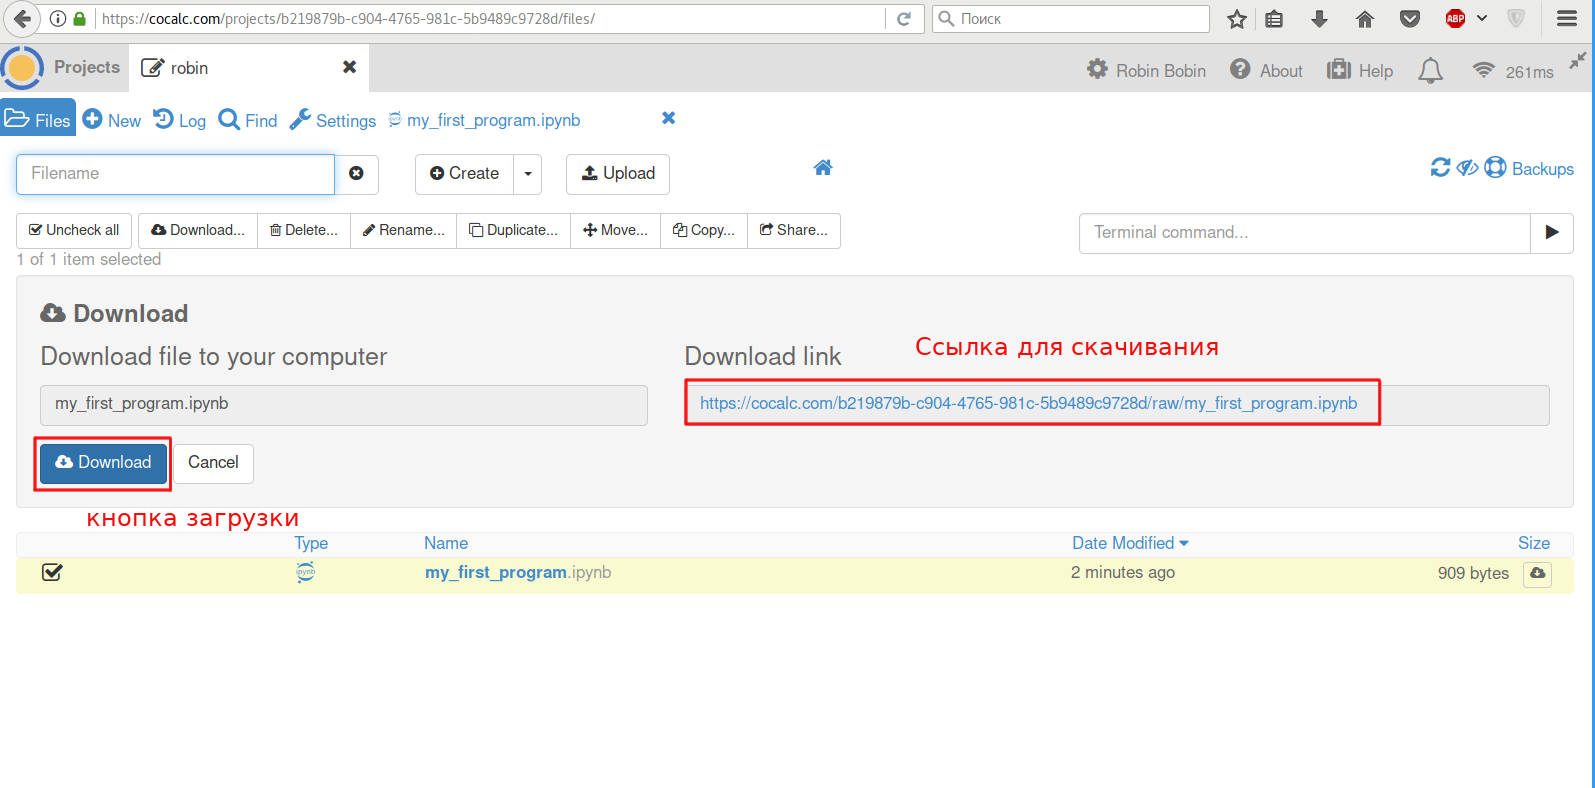 https://cocalc.com/projects/b219879b-c904-4765-981c-5b9489c9728d/files/
Поиск
ABP
Projects
robin
Robin Bobin
About
Help
261ms
Files
New
Log
Find
Settings
my_first_program.ipynb
Filename
Create
Upload
Backups
Uncheck all
Download...
Delete...
Rename...
Duplicate...
Move...
Copy...
Share...
Terminal command...
1 of 1 item selected
Download
Download file to your computer
Download link
Ссылка для скачивания
my_first_program.ipynb
https://cocalc.com/b219879b-c904-4765-981c-5b9489c9728d/raw/my_first_program.ipynb
Download
Cancel
кнопка загрузки
Type
Name
Date Modified
Size
my_first_program.ipynb
2 minutes ago
909 bytes